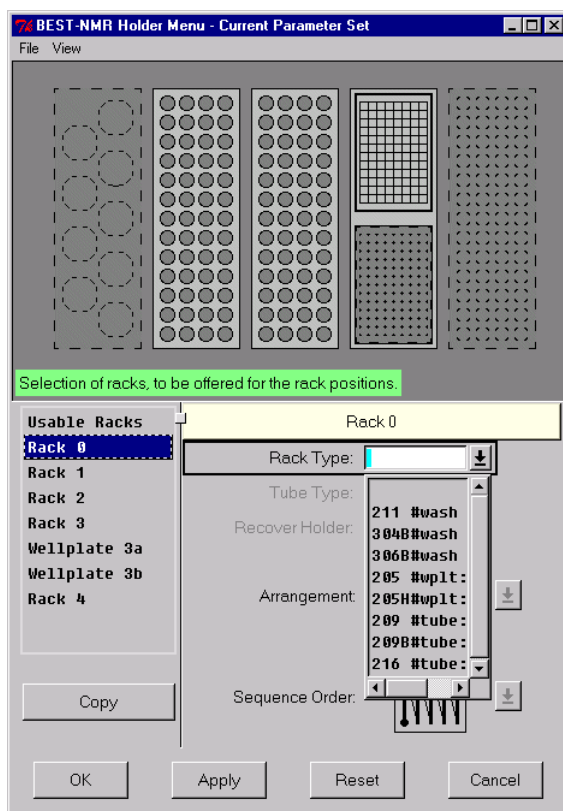 BEST-NMR Holder Menu - Current Parameter Set
File View
Selection of racks, to be offered for the rack positions.
Usable Racks
Rack 0
Rack 1
Rack 2
Rack 3
Wellplate 3a
Wellplate 3b
Rack 4
Copy
Rack 0
Rack Type:
Tube Type:
Recover Holder:
Arrangement:
Sequence Order:
211 #wash
304B#wash
306B#wash
205 #wplt:
205H#wplt:
209 #tube:
209B#tube:
216 #tube:
OK Apply Reset Cancel